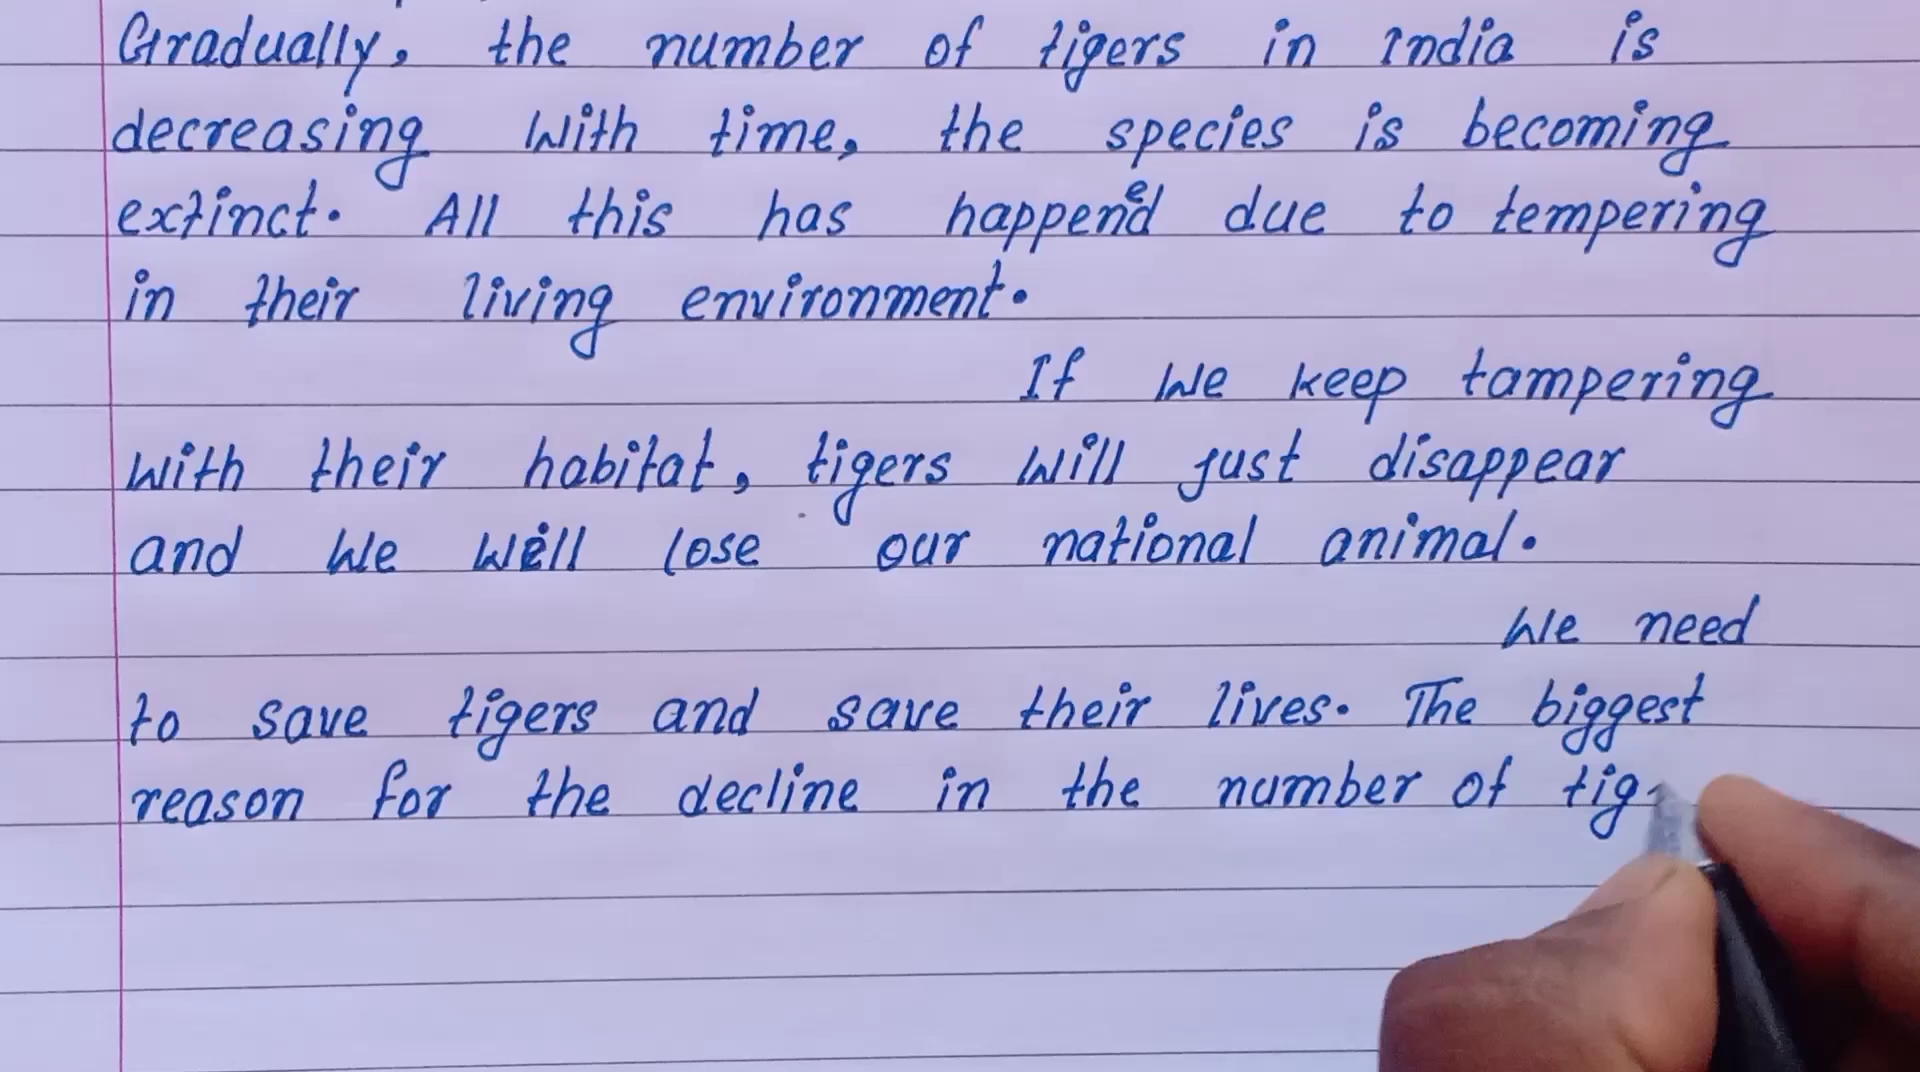 Gradually, the number of tigers in India is
decreasing with time, the species is becoming
extinct. All this has happened due to tempering
in their living environment.
If we keep tampering
with their habitat, tigers will just disappear
and we will lose our national animal.
We need
to save tigers and save their lives. The biggest
reason for the decline in the number of tig